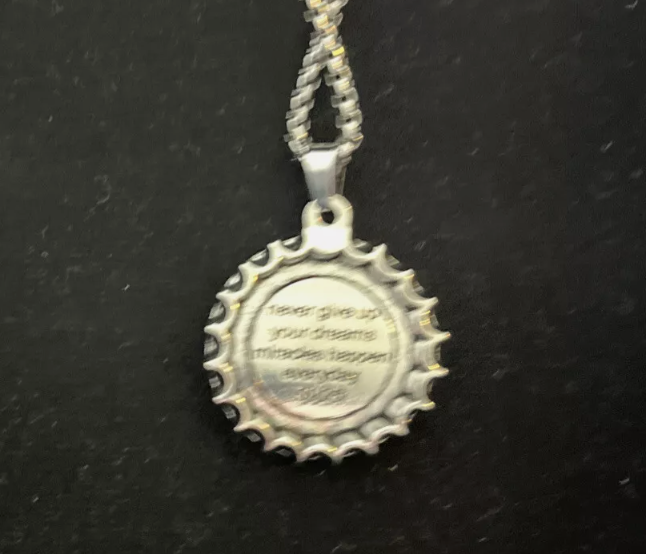 never give up
your dreams
miracles happen
everyday